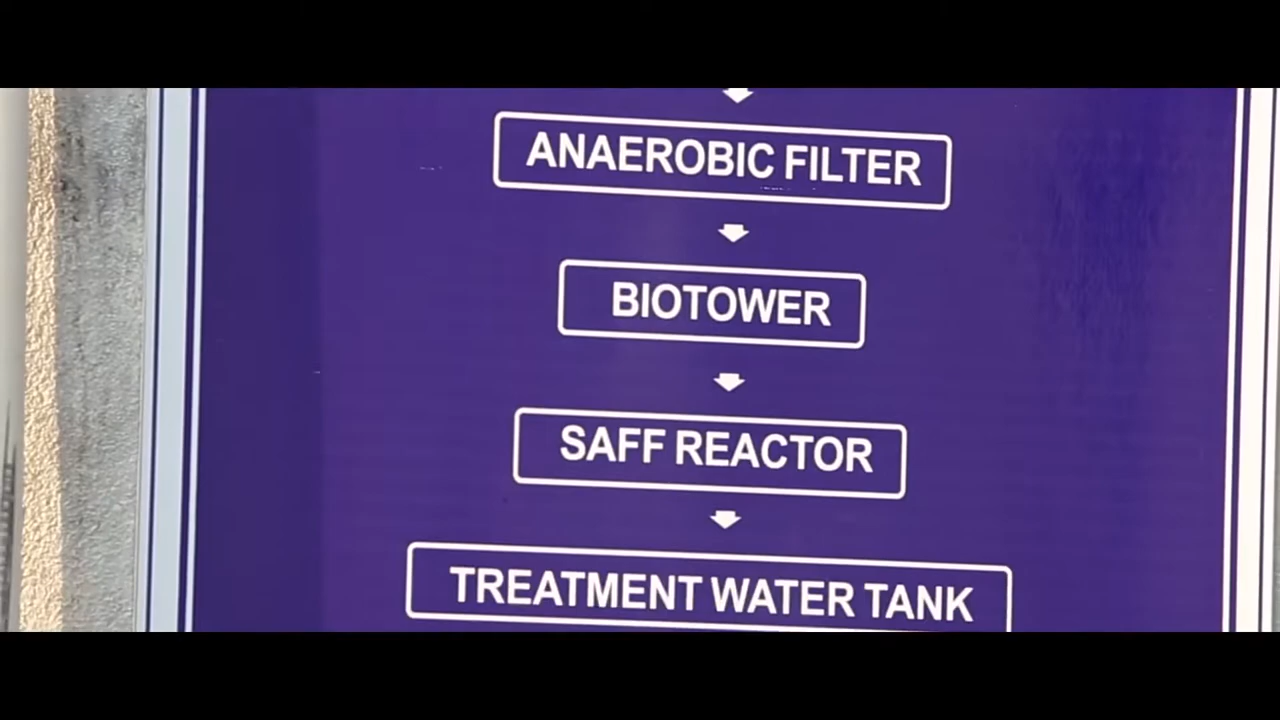 ANAEROBIC FILTER
BIOTOWER
SAFF REACTOR
TREATMENT WATER TANK